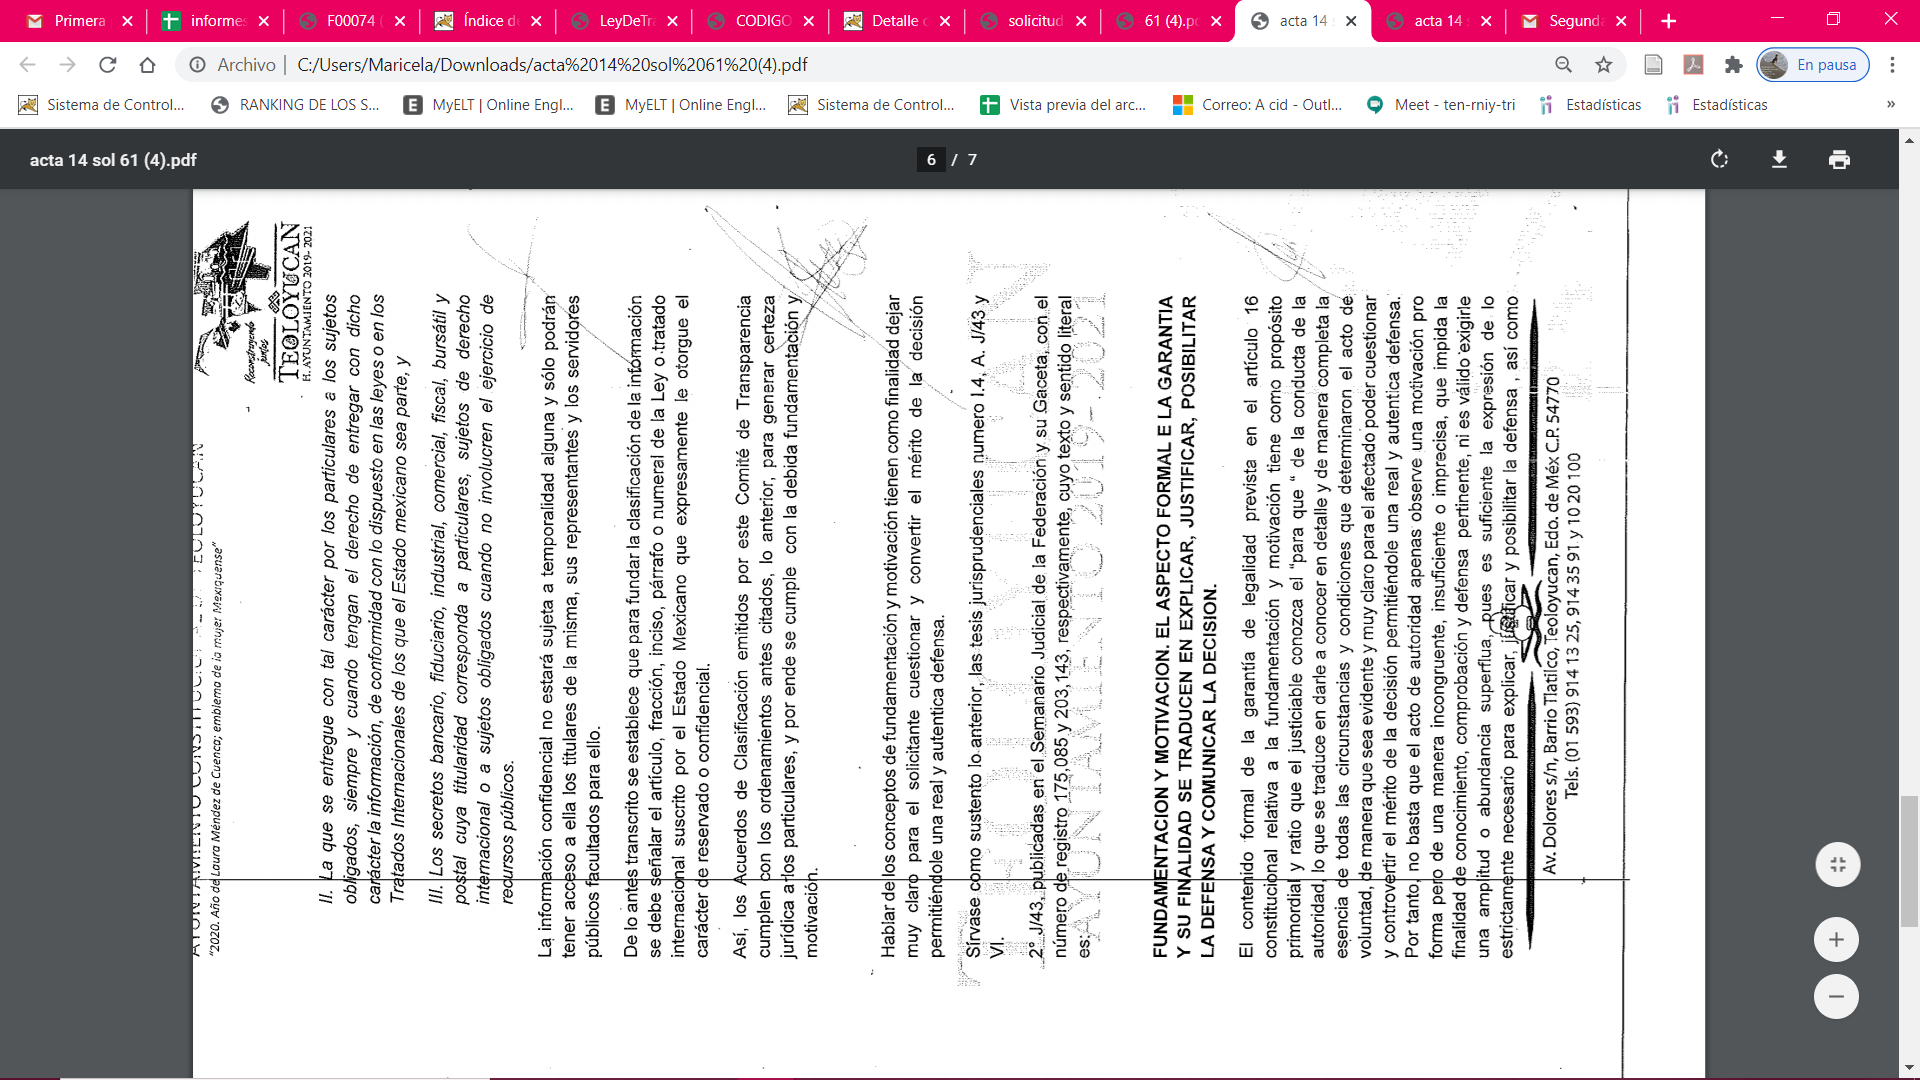 Primera
informes
F00074 (
Índice de
LeyDeTra
CODIGO
Detalle d
solicitud
61 (4).pd
acta 14 s
acta 14 s
Segunda
Archivo
C:/Users/Maricela/Downloads/acta%2014%20sol%2061%20(4).pdf
En pausa
Sistema de Control...
RANKING DE LOS S...
MyELT | Online Engl...
MyELT | Online Engl...
Sistema de Control...
Vista previa del arc...
Correo: A cid - Outl...
Meet - ten-rniy-tri
Estadísticas
Estadísticas
»
acta 14 sol 61 (4).pdf
6 / 7
Reconstruyendo juntos
TEOLOYUCAN
H. AYUNTAMIENTO 2019- 2021
AYUNTAMIENTO CONSTITUCIONAL DE TEOLOYUCAN
"2020. Año de Laura Méndez de Cuenca; emblema de la mujer Mexiquense"
II. La que se entregue con tal carácter por los particulares a los sujetos
obligados, siempre y cuando tengan el derecho de entregar con dicho
carácter la información, de conformidad con lo dispuesto en las leyes o en los
Tratados Internacionales de los que el Estado mexicano sea parte, y
III. Los secretos bancario, fiduciario, industrial, comercial, fiscal, bursátil y
postal cuya titularidad corresponda a particulares, sujetos de derecho
internacional o a sujetos obligados cuando no involucren el ejercicio de
recursos públicos.
La información confidencial no estará sujeta a temporalidad alguna y sólo podrán
tener acceso a ella los titulares de la misma, sus representantes y los servidores
públicos facultados para ello.
De lo antes transcrito se establece que para fundar la clasificación de la información
se debe señalar el artículo, fracción, inciso, párrafo o numeral de la Ley o tratado
internacional suscrito por el Estado Mexicano que expresamente le otorgue el
carácter de reservado o confidencial.
Así, los Acuerdos de Clasificación emitidos por este Comité de Transparencia
cumplen con los ordenamientos antes citados, lo anterior, para generar certeza
jurídica a los particulares, y por ende se cumple con la debida fundamentación y
motivación.
Hablar de los conceptos de fundamentación y motivación tienen como finalidad dejar
muy claro para el solicitante cuestionar y convertir el mérito de la decisión
permitiéndole una real y autentica defensa.
Sírvase como sustento lo anterior, las tesis jurisprudenciales numero I.4, A. J/43 y
VI.
2°. J/43, publicadas en el Semanario Judicial de la Federación y su Gaceta, con el
número de registro 175,085 y 203,143, respectivamente, cuyo texto y sentido literal
es:
TEOLOYUCAN
AYUNTAMIENTO 2019- 2021
FUNDAMENTACION Y MOTIVACION. EL ASPECTO FORMAL E LA GARANTIA
Y SU FINALIDAD SE TRADUCEN EN EXPLICAR, JUSTIFICAR, POSIBILITAR
LA DEFENSA Y COMUNICAR LA DECISION.
El contenido formal de la garantía de legalidad prevista en el artículo 16
constitucional relativa a la fundamentación y motivación tiene como propósito
primordial y ratio que el justiciable conozca el "para que " de la conducta de la
autoridad, lo que se traduce en darle a conocer en detalle y de manera completa la
esencia de todas las circunstancias y condiciones que determinaron el acto de
voluntad, de manera que sea evidente y muy claro para el afectado poder cuestionar
y controvertir el mérito de la decisión permitiéndole una real y autentica defensa.
Por tanto, no basta que el acto de autoridad apenas observe una motivación pro
forma pero de una manera incongruente, insuficiente o imprecisa, que impida la
finalidad de conocimiento, comprobación y defensa pertinente, ni es válido exigirle
una amplitud o abundancia superflua, pues es suficiente la expresión de lo
estrictamente necesario para explicar, justificar y posibilitar la defensa , así como
Av. Dolores s/n, Barrio Tlatilco, Teoloyucan, Edo. de Méx C.P. 54770
Tels. (01 593) 914 13 25, 914 35 91 y 10 20 100